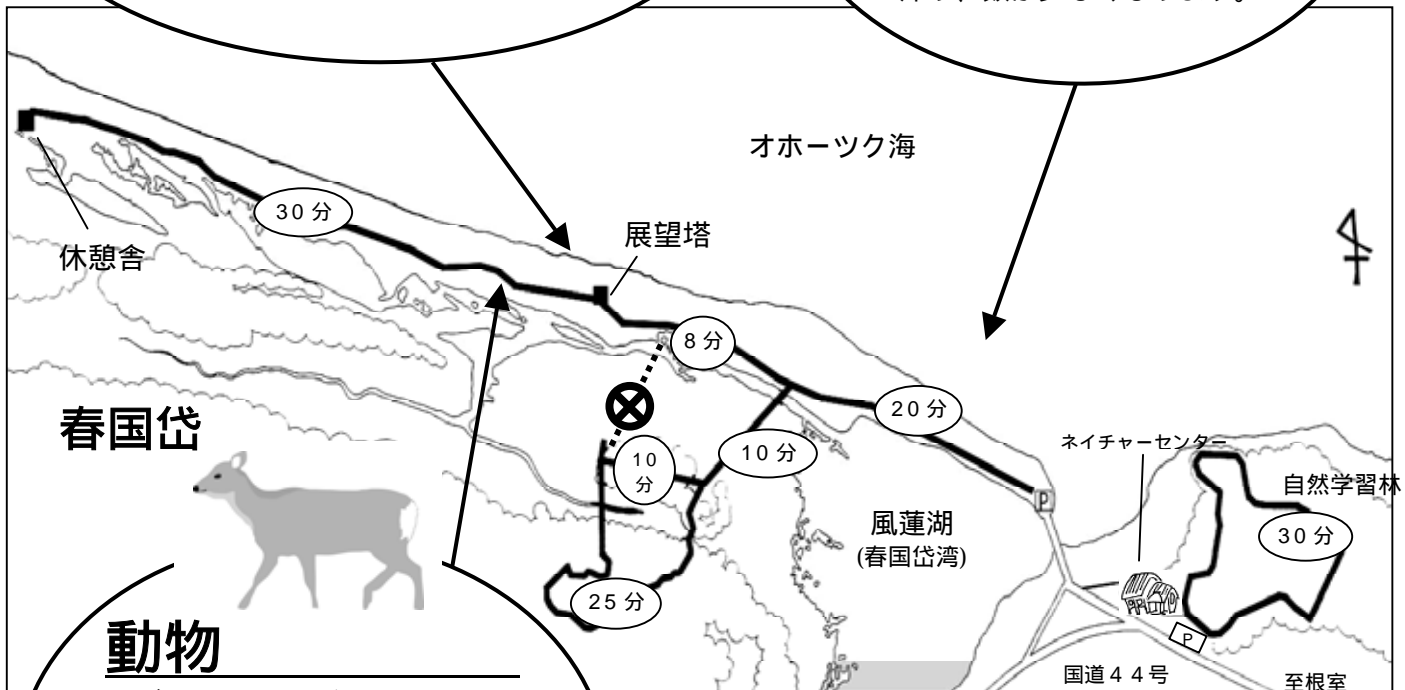 オホーツク海
30分
展望塔
休憩舎
8分
20分
春国岱
10分
10
分
ネイチャーセンター
自然学習林
P
風蓮湖
(春国岱湾)
30分
25分
動物
P
国道44号
至根室